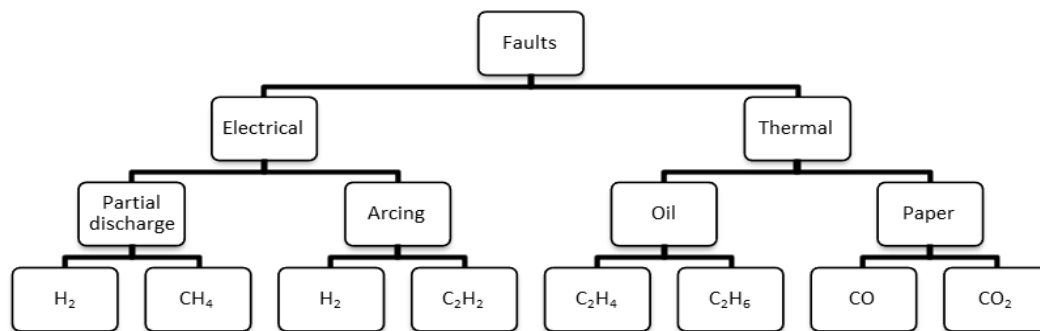 Faults
Electrical
Thermal
Partial
discharge
Arcing
Oil
Paper
H₂
CH₄
H₂
C₂H₂
C₂H₄
C₂H₆
CO
CO₂